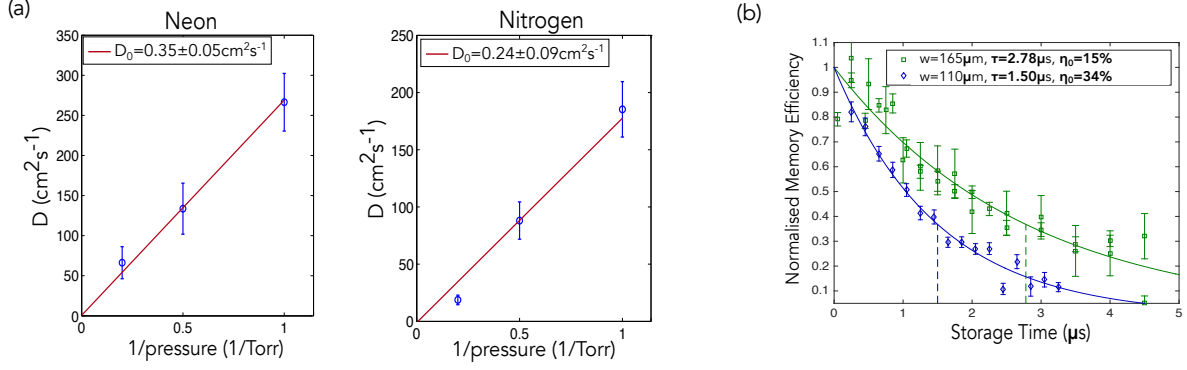 (a)
Neon
D₀=0.35±0.05cm²s⁻¹
D (cm²s⁻¹)
350
300
250
200
150
100
50
0
0
0.5
1
1/pressure (1/Torr)
Nitrogen
D₀=0.24±0.09cm²s⁻¹
D (cm²s⁻¹)
250
200
150
100
50
0
0
0.5
1
1/pressure (1/Torr)
(b)
w=165μm, τ=2.78μs, η₀=15%
w=110μm, τ=1.50μs, η₀=34%
Normalised Memory Efficiency
1.1
1
0.9
0.8
0.7
0.6
0.5
0.4
0.3
0.2
0.1
0
1
2
3
4
5
Storage Time (μs)